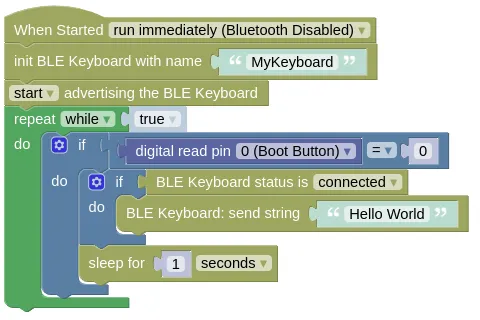 When Started run immediately (Bluetooth Disabled) ▾
init BLE Keyboard with name “ MyKeyboard ”
start ▾ advertising the BLE Keyboard
repeat while ▾ true ▾
do if digital read pin 0 (Boot Button) ▾ = ▾ 0
do if BLE Keyboard status is connected ▾
do BLE Keyboard: send string “ Hello World ”
sleep for 1 seconds ▾